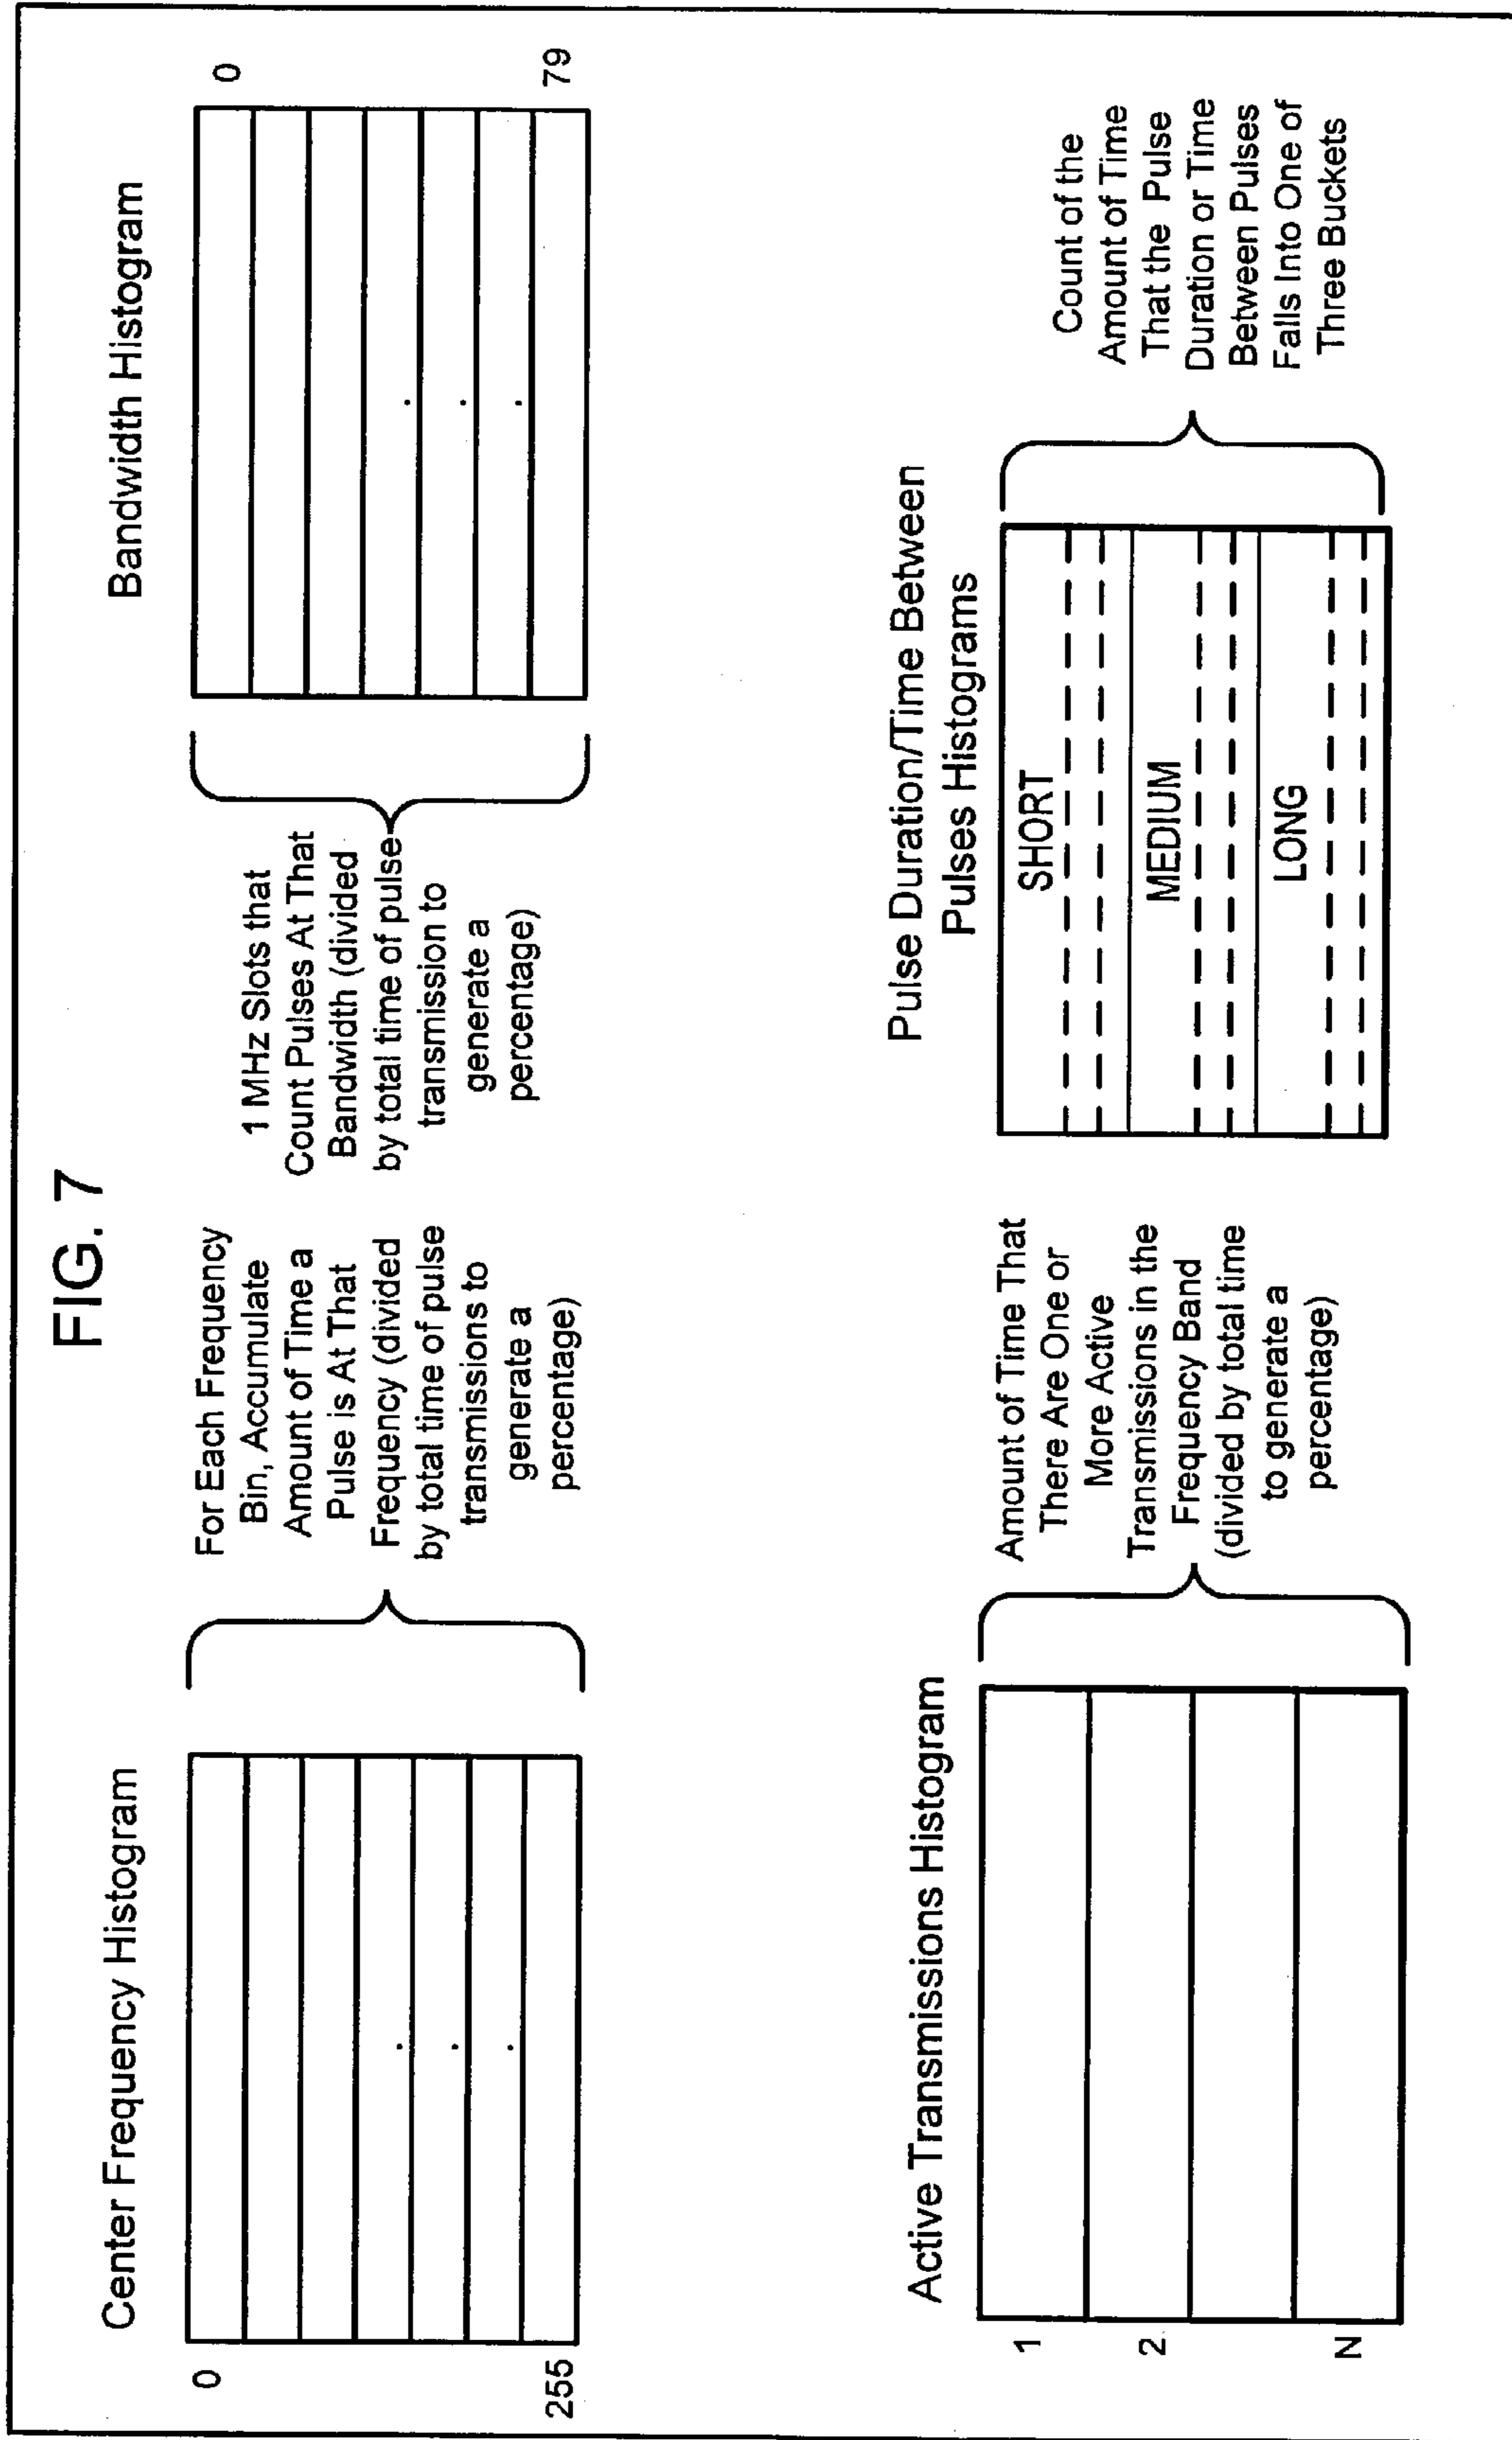 FIG. 7
Center Frequency Histogram
0
255
For Each Frequency
Bin, Accumulate
Amount of Time a
Pulse is At That
Frequency (divided
by total time of pulse
transmissions to
generate a
percentage)
Bandwidth Histogram
1 MHz Slots that
Count Pulses At That
Bandwidth (divided
by total time of pulse
transmission to
generate a
percentage)
0
79
Active Transmissions Histogram
1
2
N
Amount of Time That
There Are One or
More Active
Transmissions in the
Frequency Band
(divided by total time
to generate a
percentage)
Pulse Duration/Time Between
Pulses Histograms
SHORT
MEDIUM
LONG
Count of the
Amount of Time
That the Pulse
Duration or Time
Between Pulses
Falls Into One of
Three Buckets